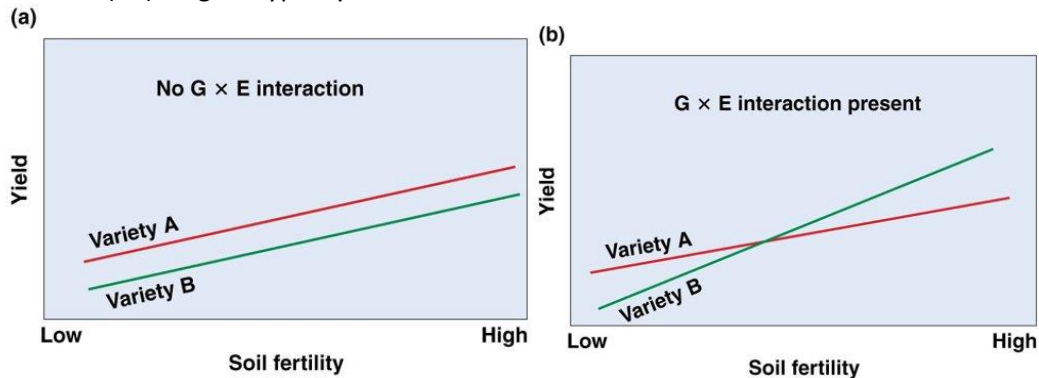 (a)
No G × E interaction
Yield
Variety A
Variety B
Low
High
Soil fertility
(b)
G × E interaction present
Yield
Variety A
Variety B
Low
High
Soil fertility